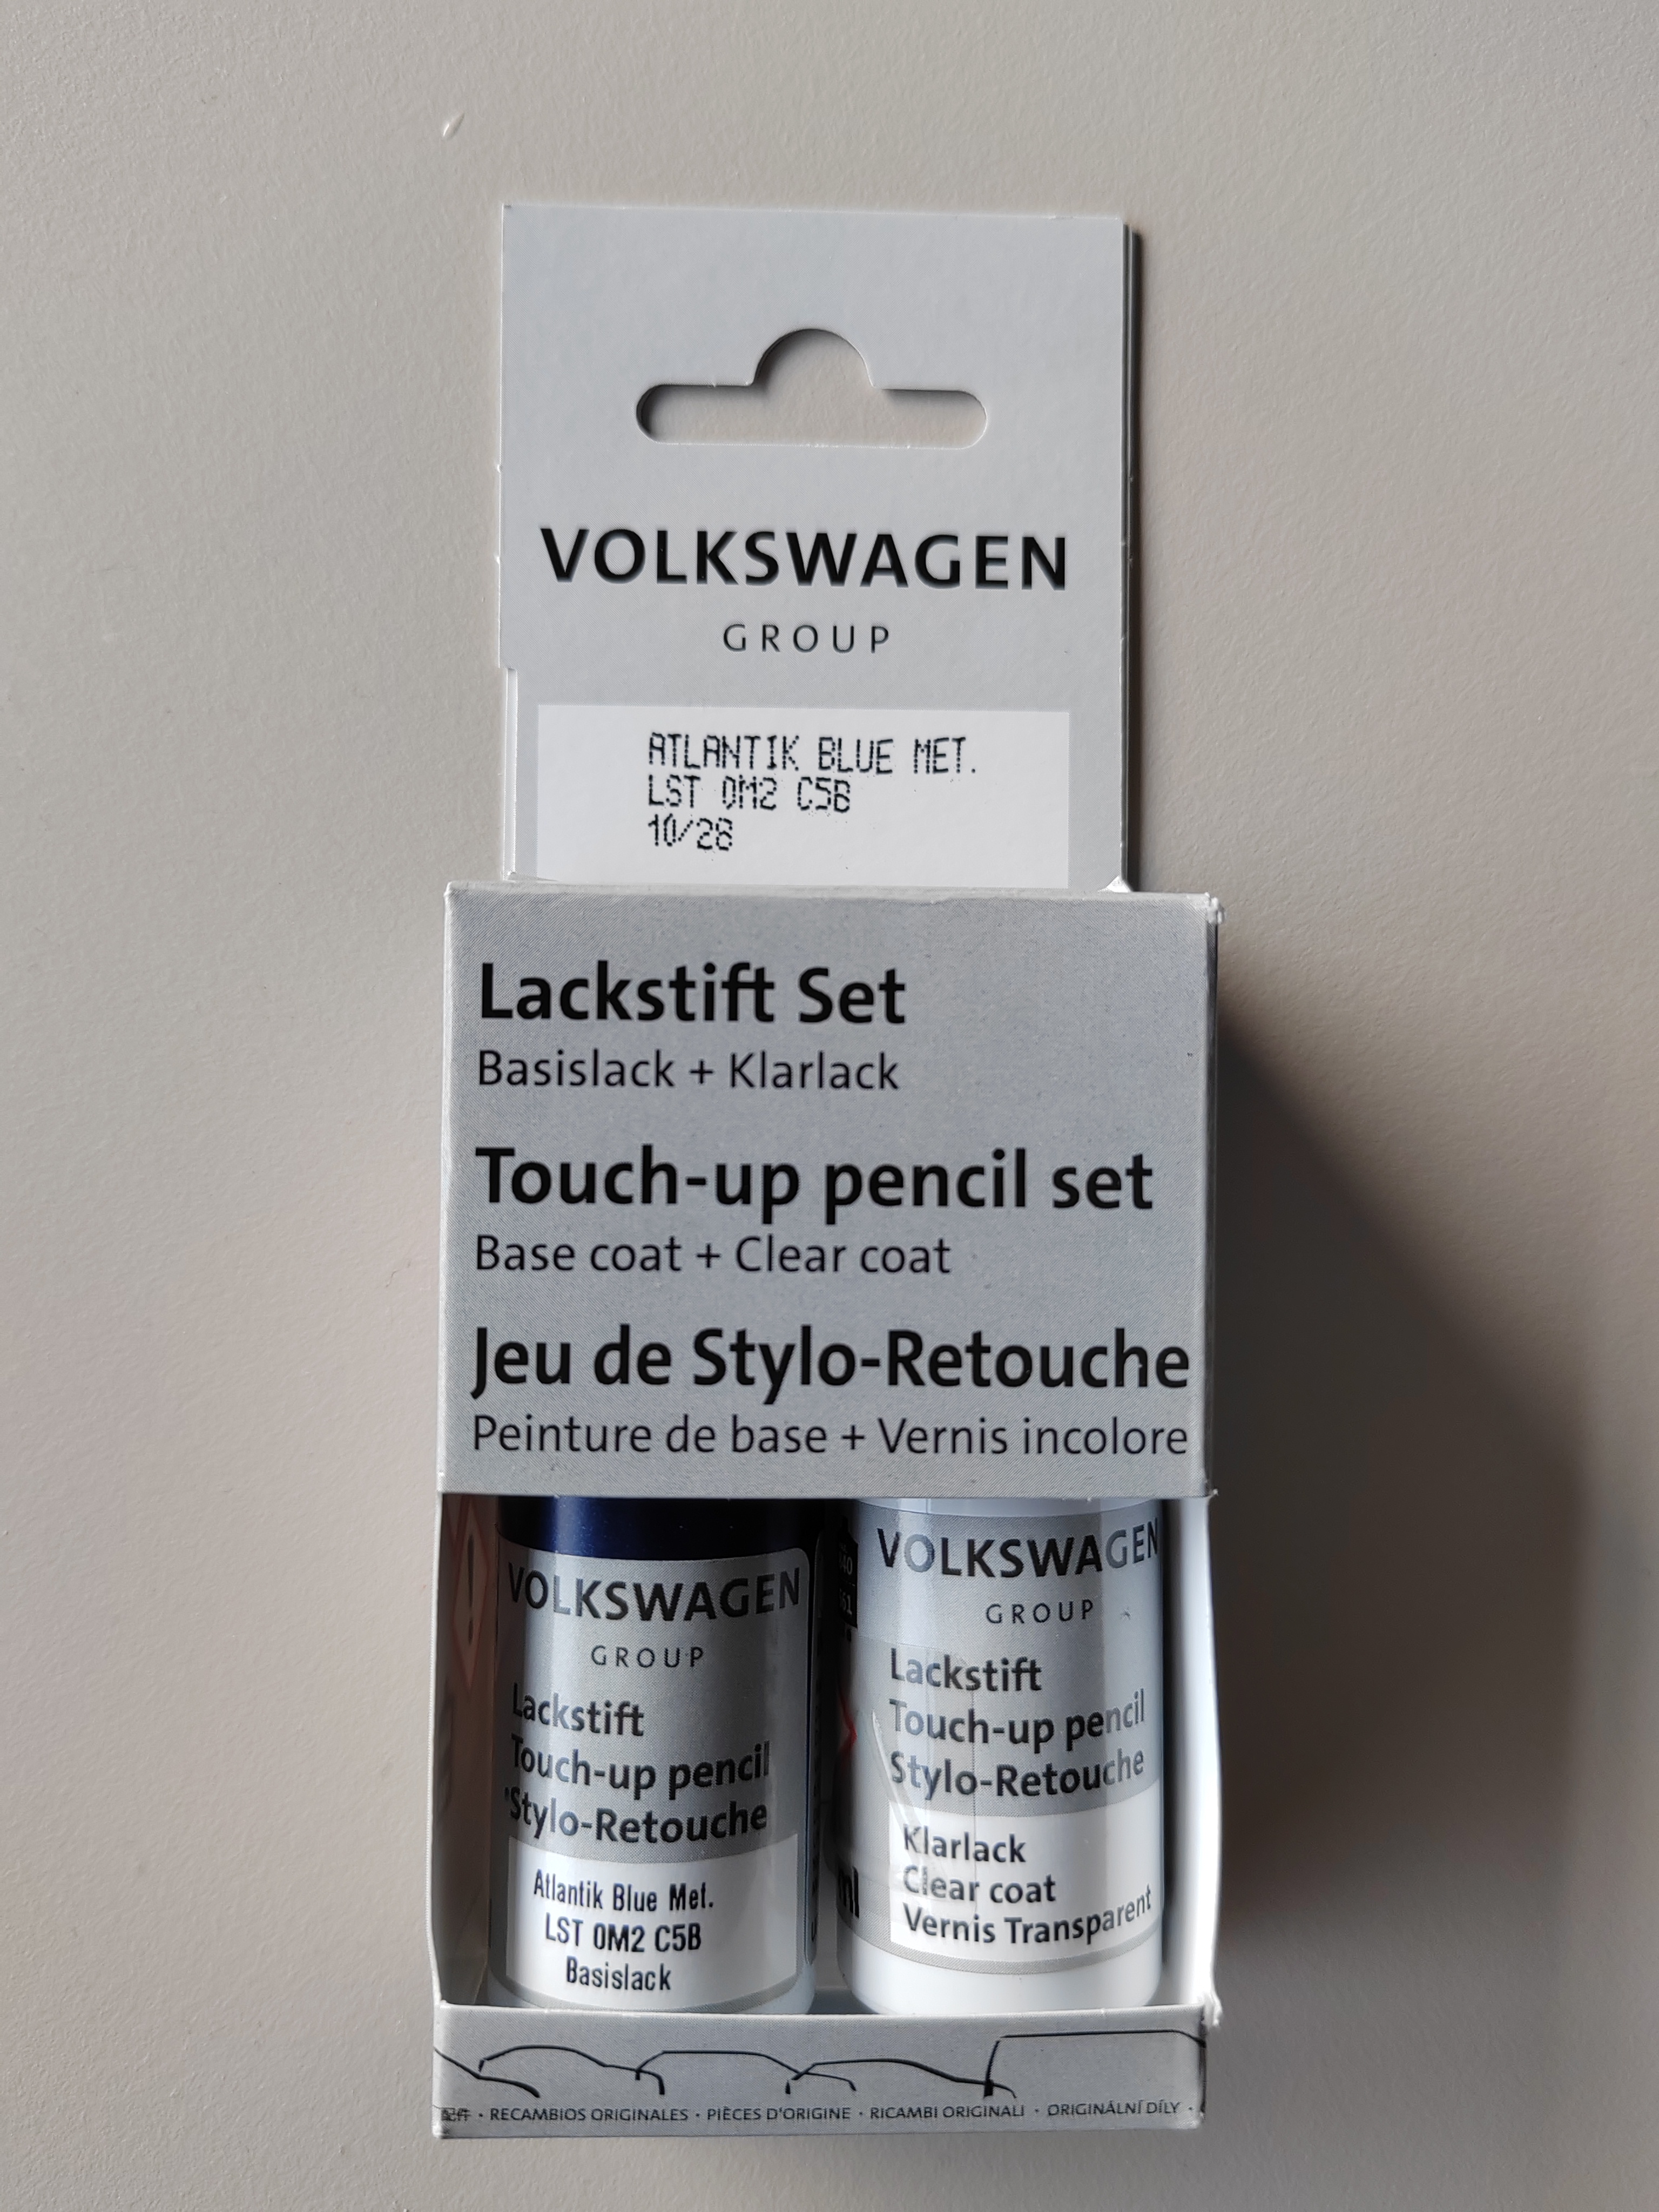 VOLKSWAGEN
GROUP
ATLANTIK BLUE MET.
LST 0M2 C5B
10/28
Lackstift Set
Basislack + Klarlack
Touch-up pencil set
Base coat + Clear coat
Jeu de Stylo-Retouche
Peinture de base + Vernis incolore
VOLKSWAGEN
GROUP
Lackstift
Touch-up pencil
Stylo-Retouche
Atlantik Blue Met.
LST 0M2 C5B
Basislack
VOLKSWAGEN
GROUP
Lackstift
Touch-up pencil
Stylo-Retouche
Klarlack
Clear coat
Vernis Transparent
配件 · RECAMBIOS ORIGINALES · PIÈCES D'ORIGINE · RICAMBI ORIGINALI · ORIGINÁLNÍ DÍLY ·